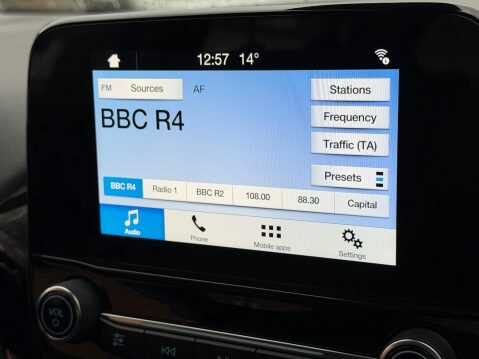 12:57 14°
FM Sources AF Stations
BBC R4
Frequency
Traffic (TA)
Presets
BBC R4 Radio 1 BBC R2 108.00 88.30 Capital
Audio Phone Mobile apps Settings
VOL